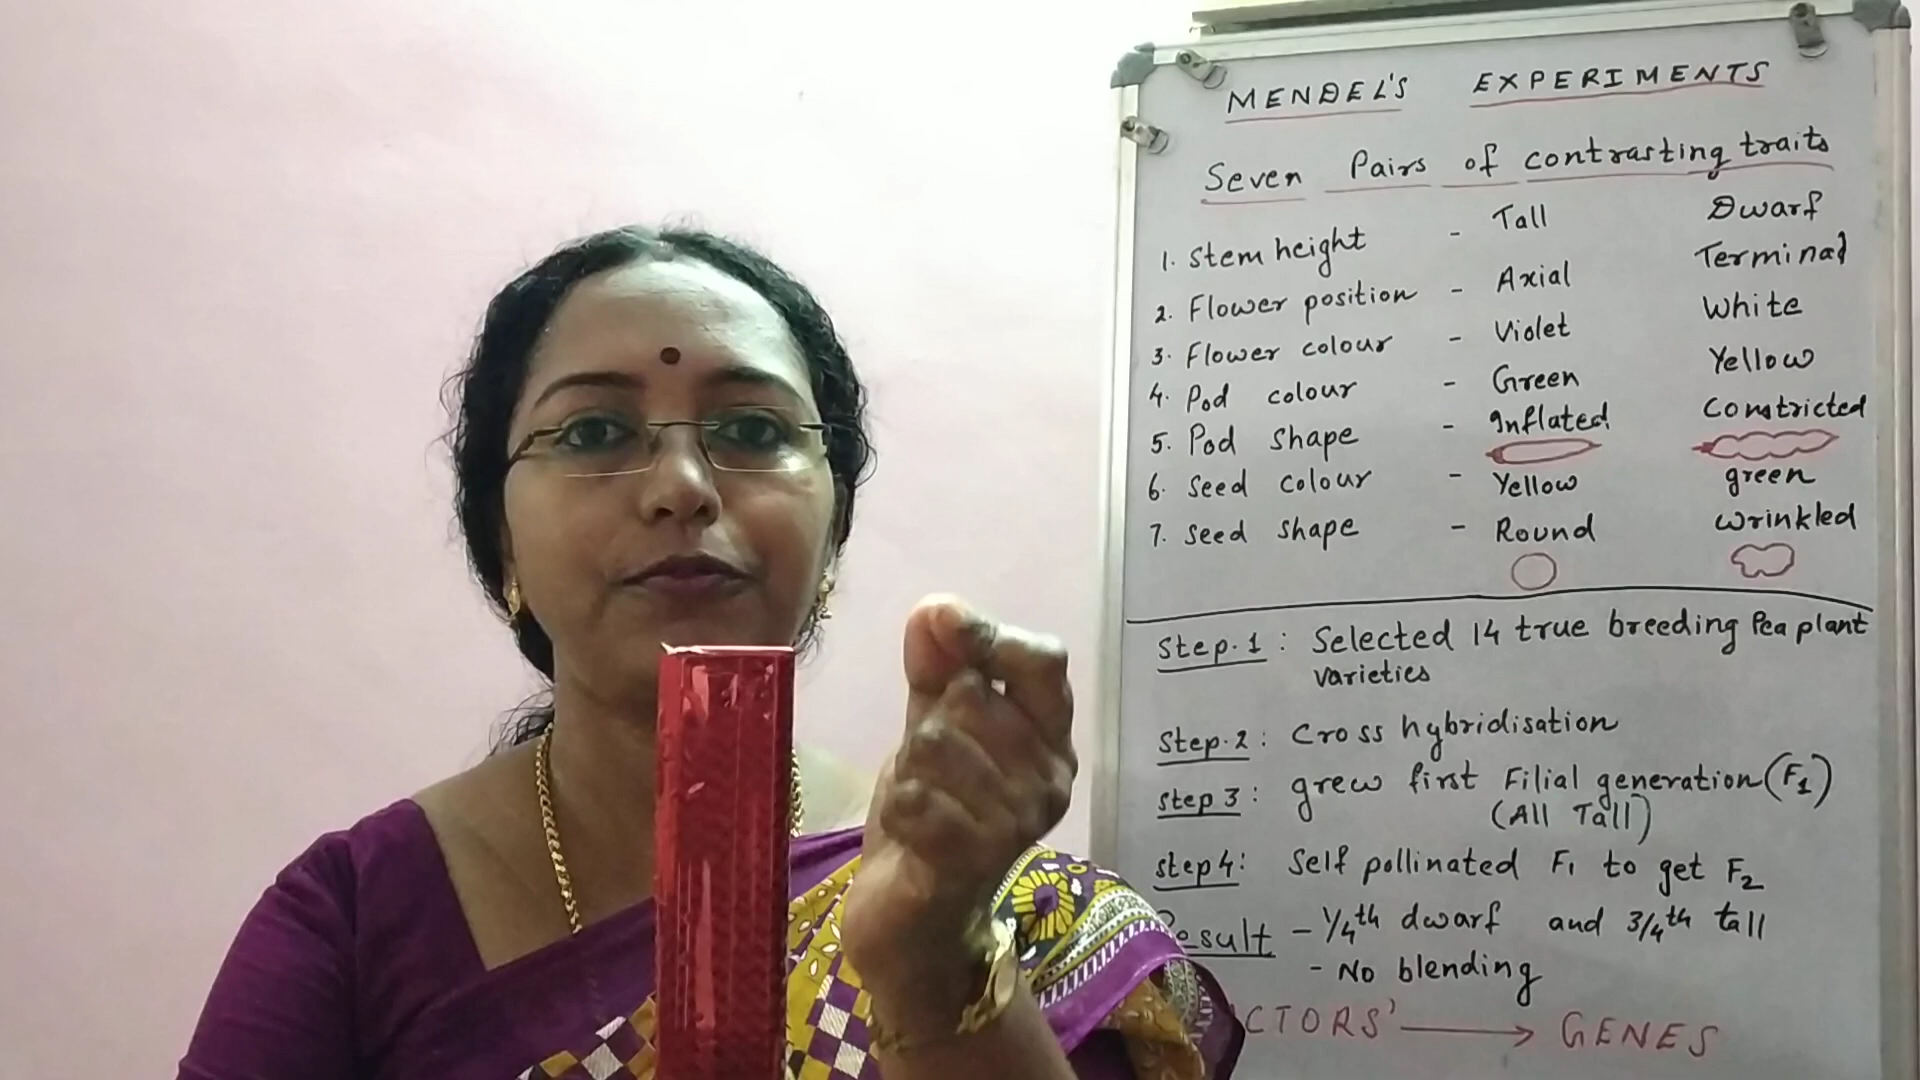 MENDEL'S EXPERIMENTS
Seven Pairs of contrasting traits
1. Stem height - Tall Dwarf
2. Flower position - Axial Terminal
3. Flower colour - Violet White
4. Pod colour - Green Yellow
5. Pod shape - Inflated Constricted
6. Seed colour - Yellow green
7. Seed shape - Round wrinkled
Step.1: Selected 14 true breeding Pea plant
varieties
Step.2: Cross hybridisation
Step 3: grew first Filial generation (F1)
(All Tall)
Step 4: Self pollinated F1 to get F2
Result - 1/4th dwarf and 3/4th tall
- No blending
CTORS' → GENES